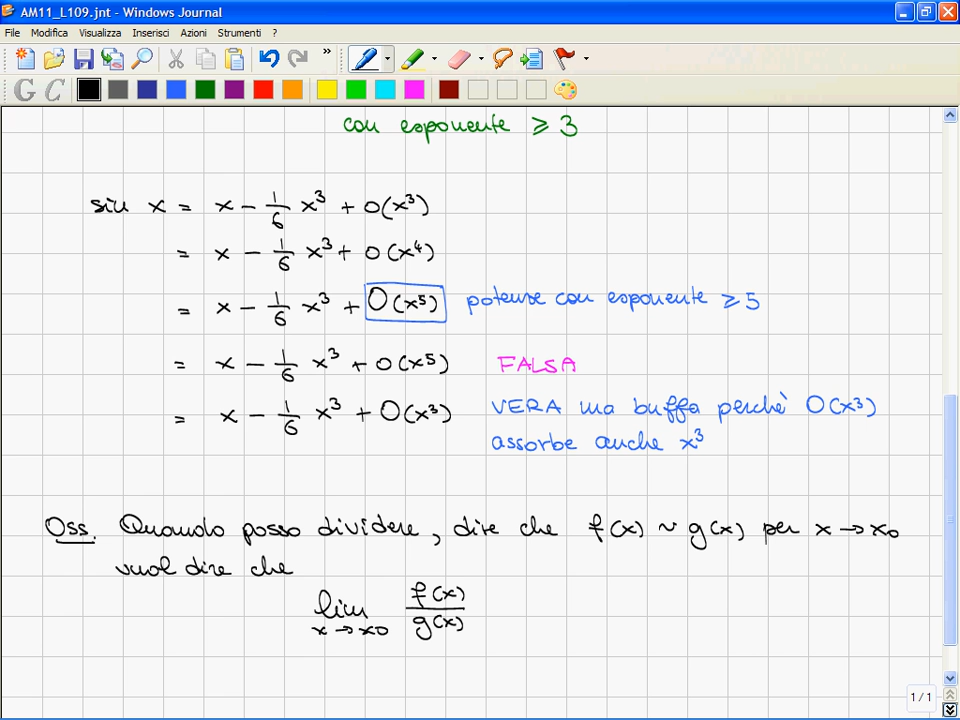 AM11_L109.jnt - Windows Journal
File Modifica Visualizza Inserisci Azioni Strumenti ?
G C
con esponente ≥ 3
sin x = x - 1/6 x³ + o(x³)
= x - 1/6 x³ + o(x⁴)
= x - 1/6 x³ + O(x⁵) potenze con esponente ≥ 5
= x - 1/6 x³ + o(x⁵) FALSA
= x - 1/6 x³ + O(x³) VERA ma buffa perchè O(x³)
assorbe anche x³
Oss. Quando posso dividere, dire che f(x) ~ g(x) per x → x₀
vuol dire che
lim x→x₀ f(x)/g(x)
1 / 1